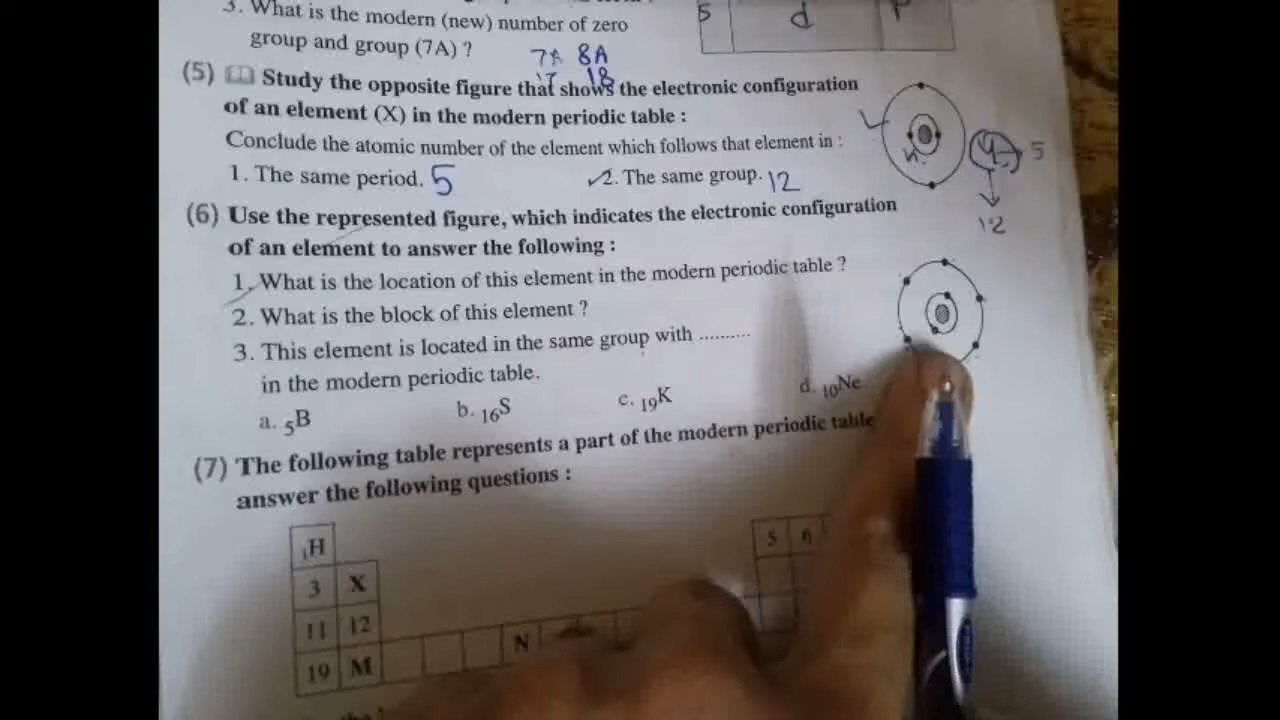 3. What is the modern (new) number of zero
group and group (7A) ?
7A 8A
17 18
5 d P
(5) Study the opposite figure that shows the electronic configuration
of an element (X) in the modern periodic table :
Conclude the atomic number of the element which follows that element in :
1. The same period. 5 2. The same group. 12
4 5
12
(6) Use the represented figure, which indicates the electronic configuration
of an element to answer the following :
1. What is the location of this element in the modern periodic table ?
2. What is the block of this element ?
3. This element is located in the same group with ..........
in the modern periodic table.
a. ₅B b. ₁₆S c. ₁₉K d. ₁₀Ne
(7) The following table represents a part of the modern periodic table
answer the following questions :
₁H
5 6
3 X
11 12
19 M N